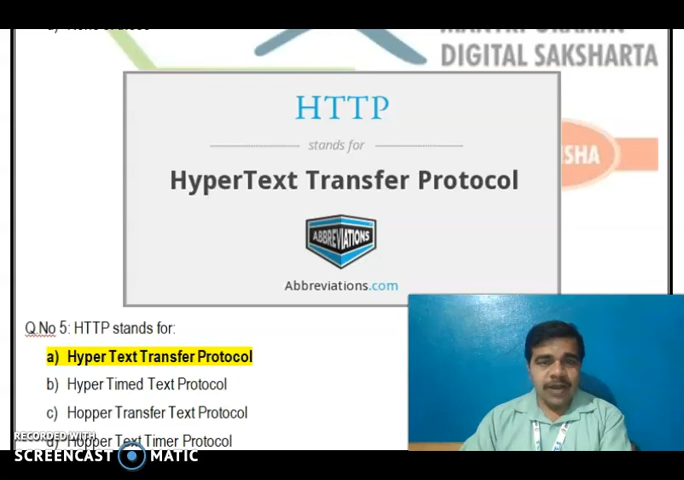 DIGITAL SAKSHARTA
HTTP
stands for
HyperText Transfer Protocol
ISHA
ABBREVIATIONS
Abbreviations.com
Q.No 5: HTTP stands for:
a) Hyper Text Transfer Protocol
b) Hyper Timed Text Protocol
c) Hopper Transfer Text Protocol
d) Hopper Text Timer Protocol
RECORDED WITH
SCREENCAST MATIC